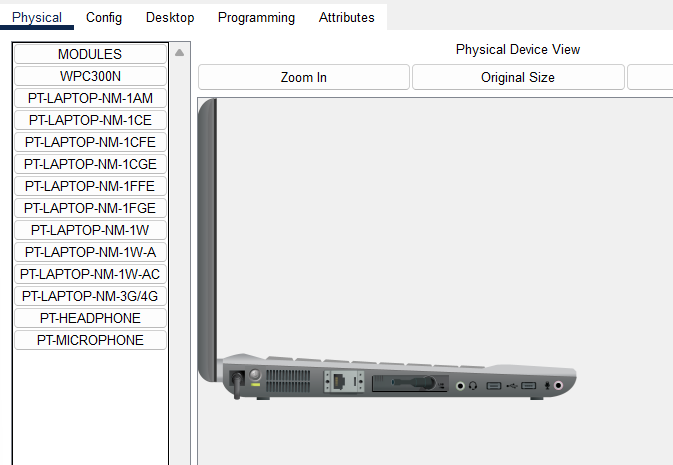 Physical Config Desktop Programming Attributes
MODULES
WPC300N
PT-LAPTOP-NM-1AM
PT-LAPTOP-NM-1CE
PT-LAPTOP-NM-1CFE
PT-LAPTOP-NM-1CGE
PT-LAPTOP-NM-1FFE
PT-LAPTOP-NM-1FGE
PT-LAPTOP-NM-1W
PT-LAPTOP-NM-1W-A
PT-LAPTOP-NM-1W-AC
PT-LAPTOP-NM-3G/4G
PT-HEADPHONE
PT-MICROPHONE
Physical Device View
Zoom In Original Size